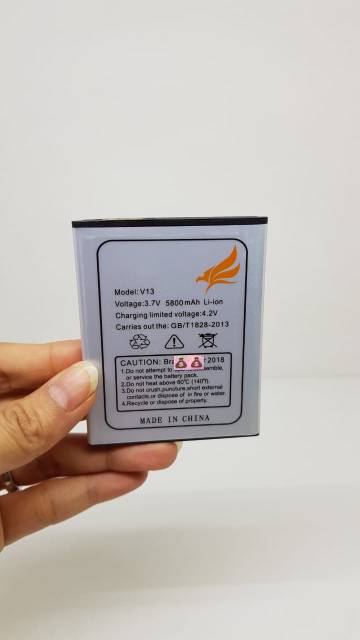 Model: V13
Voltage: 3.7V 5800mAh Li-ion
Charging limited voltage: 4.2V
Carries out the: GB/T1828-2013
CAUTION: 2018
1. Do not attempt to
or service the battery pack.
2. Do not heat above 60°C (140°f).
3. Do not crush, puncture, short external
contacts, or dispose of in fire or water.
4. Recycle or dispose of properly.
MADE IN CHINA